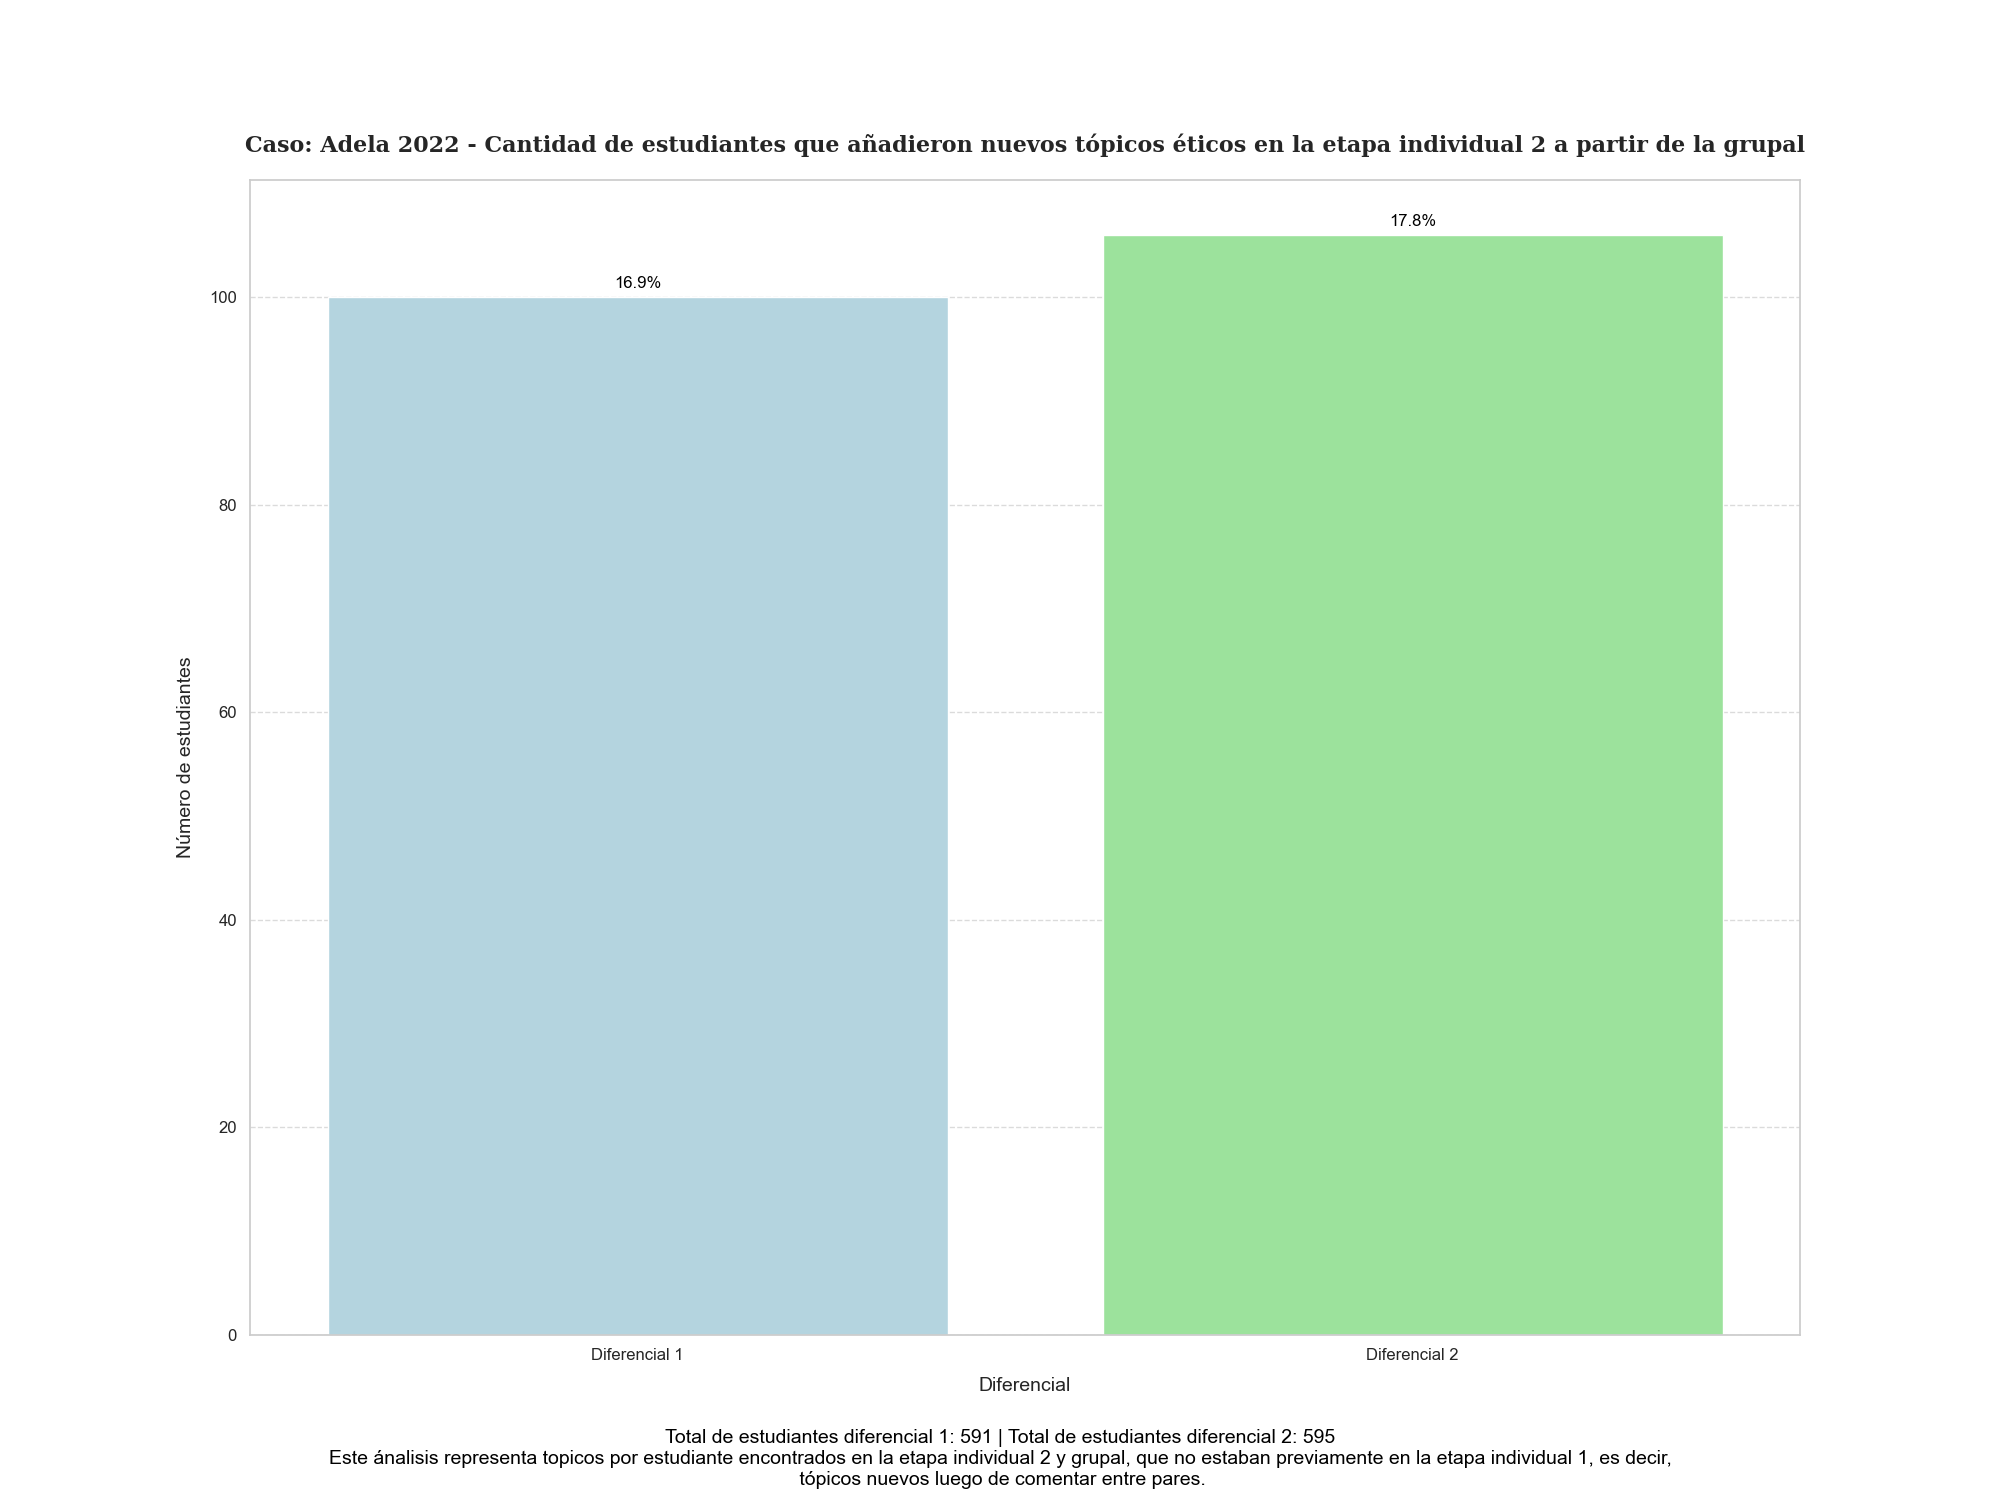 Caso: Adela 2022 - Cantidad de estudiantes que añadieron nuevos tópicos éticos en la etapa individual 2 a partir de la grupal
17.8%
16.9%
100
80
60
40
20
0
Número de estudiantes
Diferencial 1
Diferencial 2
Diferencial
Total de estudiantes diferencial 1: 591 | Total de estudiantes diferencial 2: 595
Este ánalisis representa topicos por estudiante encontrados en la etapa individual 2 y grupal, que no estaban previamente en la etapa individual 1, es decir,
tópicos nuevos luego de comentar entre pares.